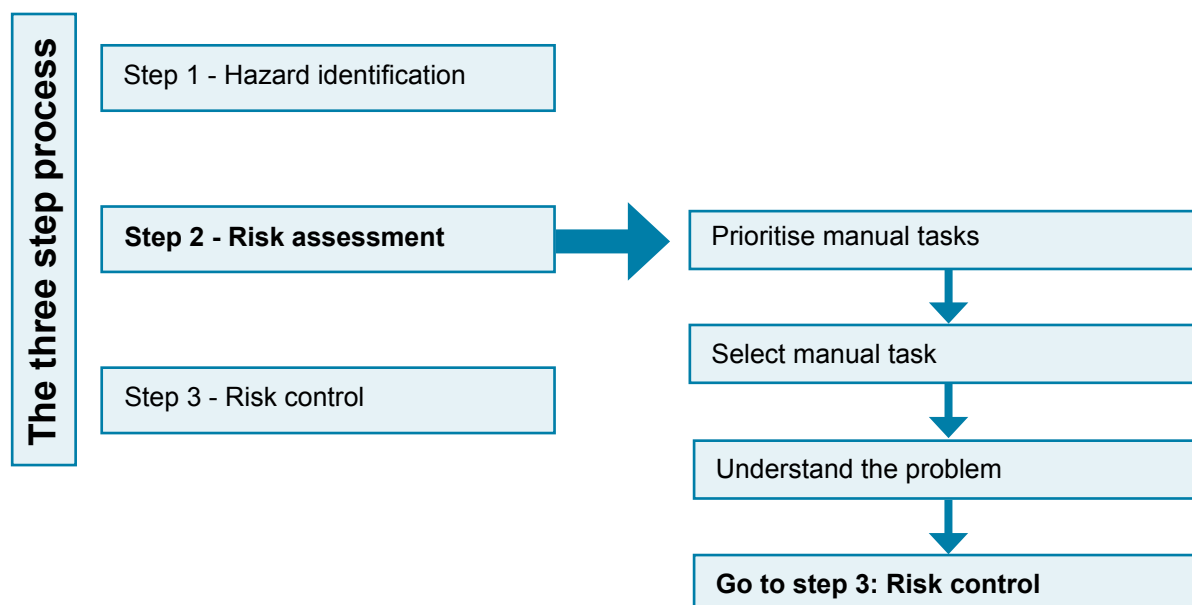 The three step process
Step 1 - Hazard identification
Step 2 - Risk assessment
Step 3 - Risk control
Prioritise manual tasks
Select manual task
Understand the problem
Go to step 3: Risk control